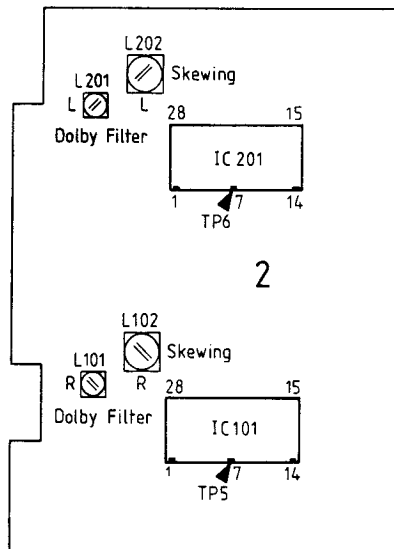 L202
Skewing
L201
L
L
Dolby Filter
28 15
IC 201
1 7 14
TP6
2
L102
Skewing
L101
R
R
Dolby Filter
28 15
IC101
1 7 14
TP5